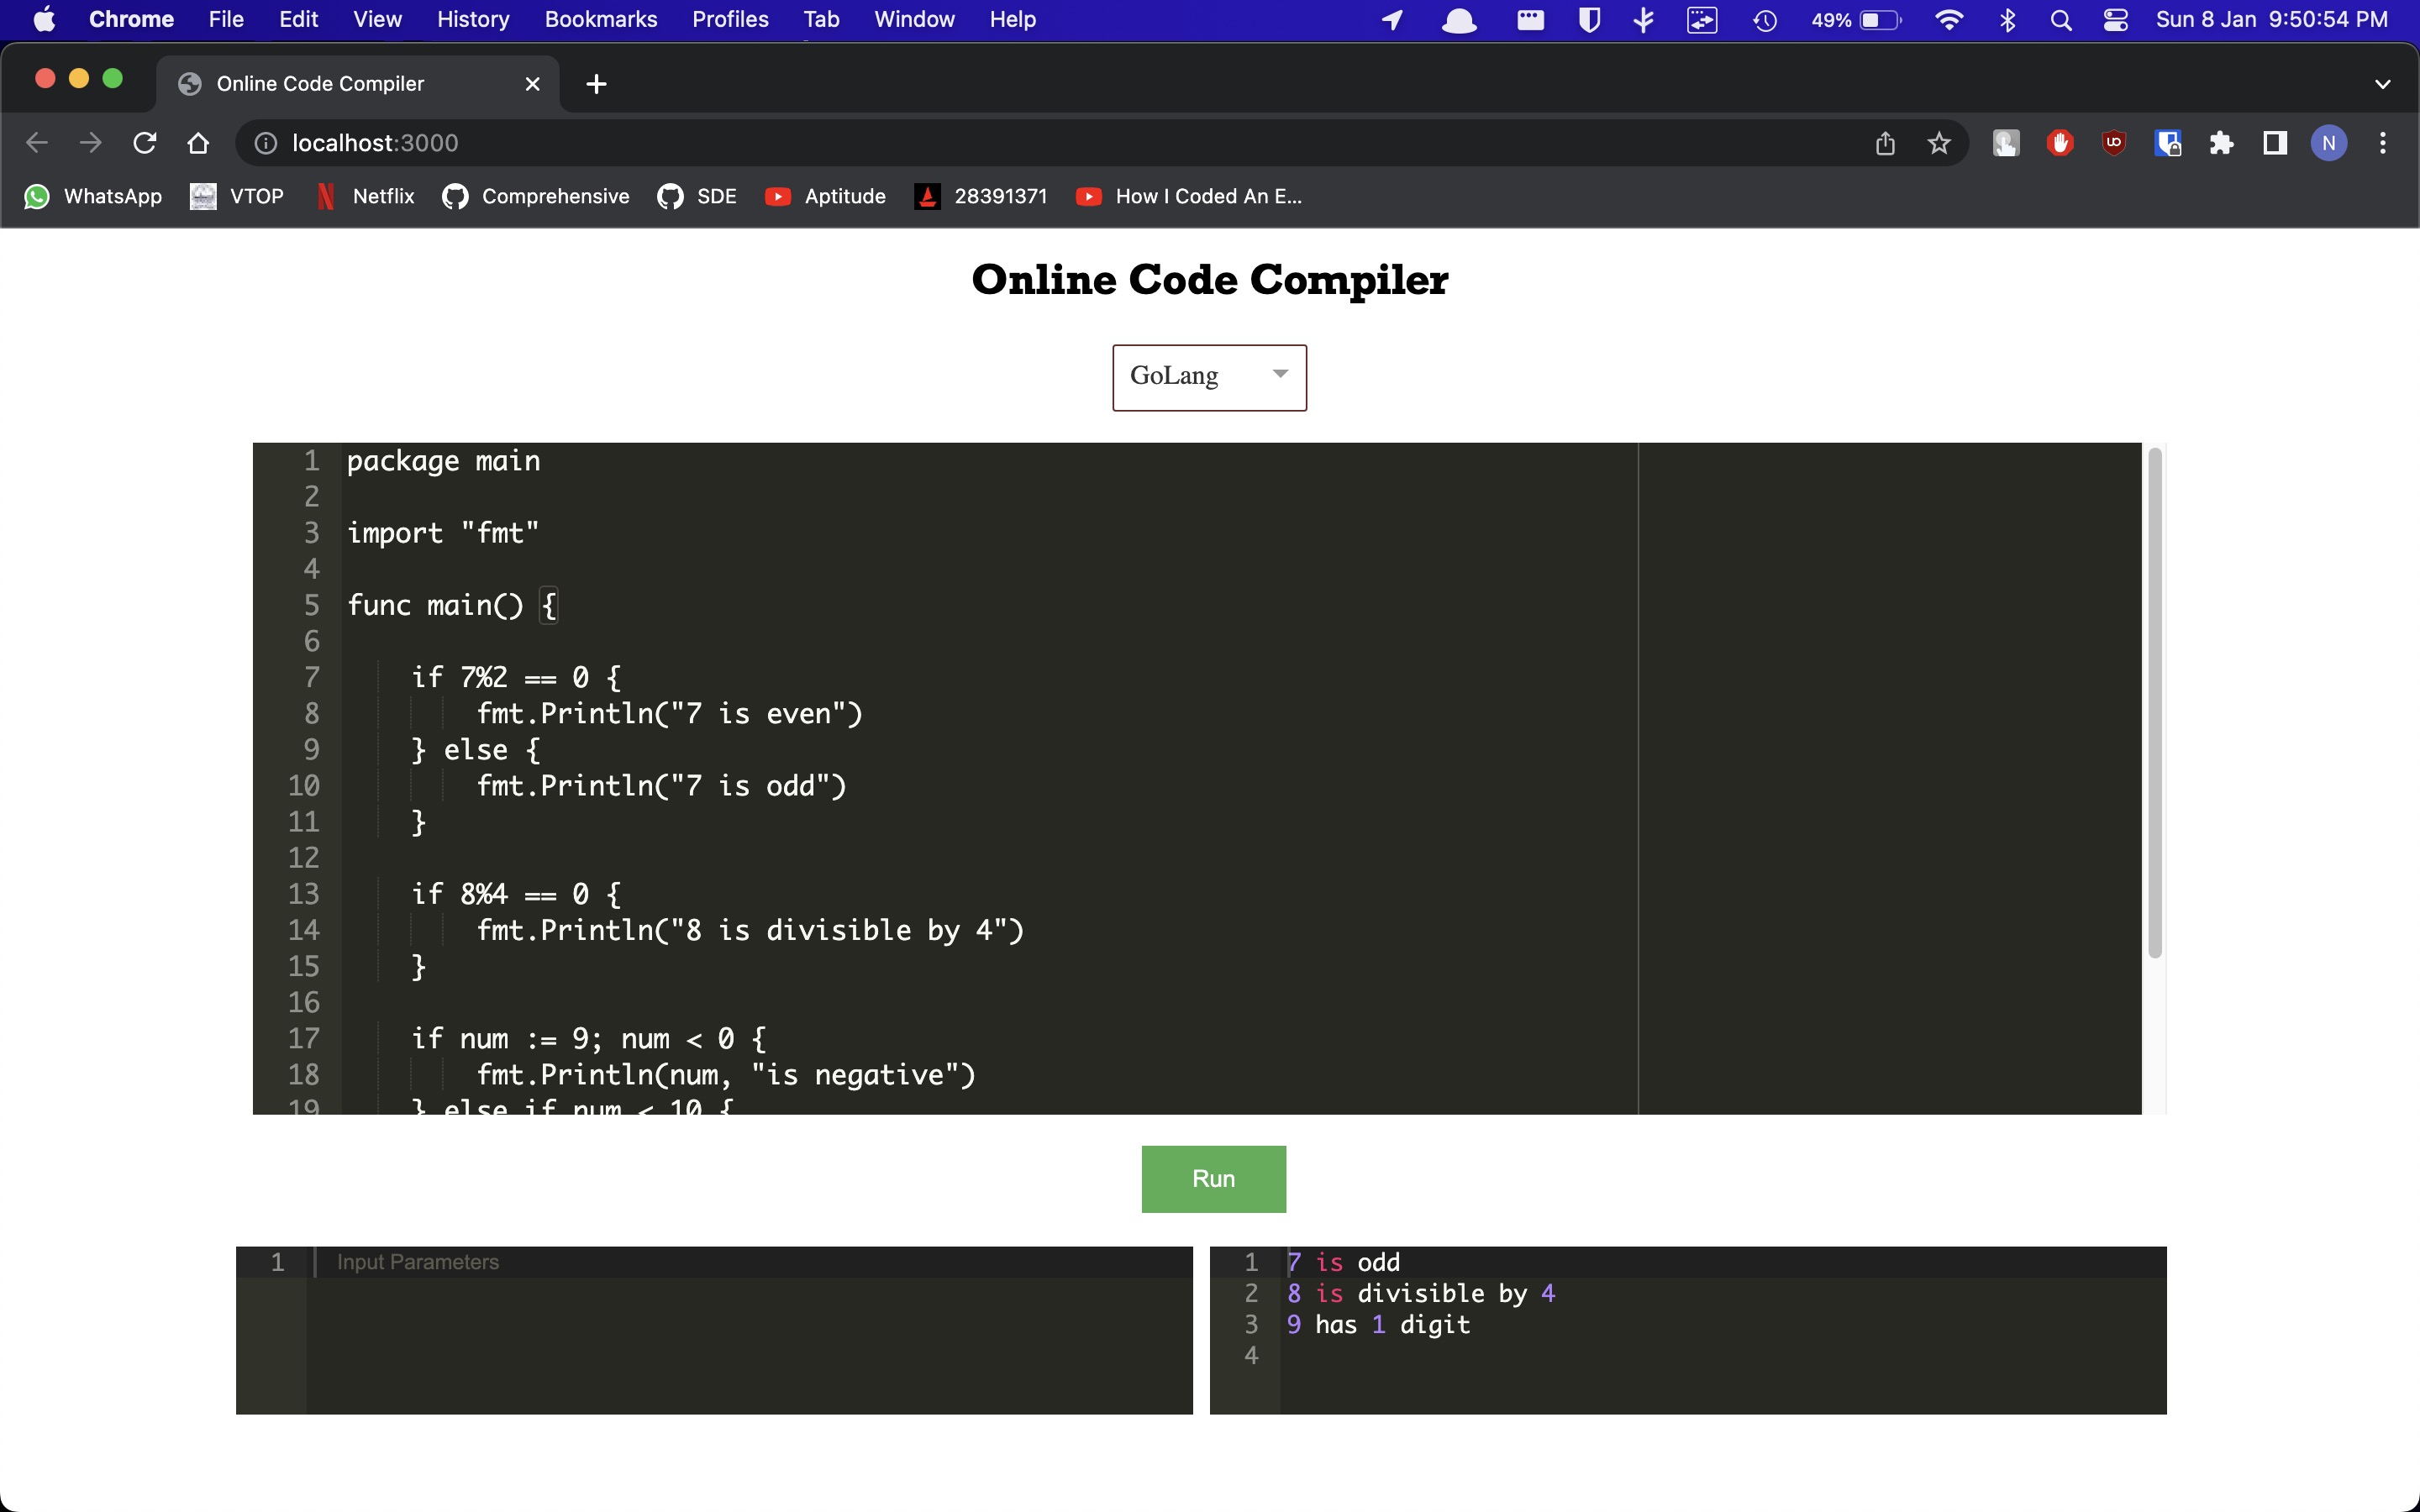 Chrome File Edit View History Bookmarks Profiles Tab Window Help 49% Sun 8 Jan 9:50:54 PM
Online Code Compiler
localhost:3000
N
WhatsApp VTOP Netflix Comprehensive SDE Aptitude 28391371 How I Coded An E...
Online Code Compiler
GoLang
1 package main
2
3 import "fmt"
4
5 func main() {
6
7 if 7%2 == 0 {
8 fmt.Println("7 is even")
9 } else {
10 fmt.Println("7 is odd")
11 }
12
13 if 8%4 == 0 {
14 fmt.Println("8 is divisible by 4")
15 }
16
17 if num := 9; num < 0 {
18 fmt.Println(num, "is negative")
19 } else if num < 10 {
Run
1 Input Parameters
1 7 is odd
2 8 is divisible by 4
3 9 has 1 digit
4